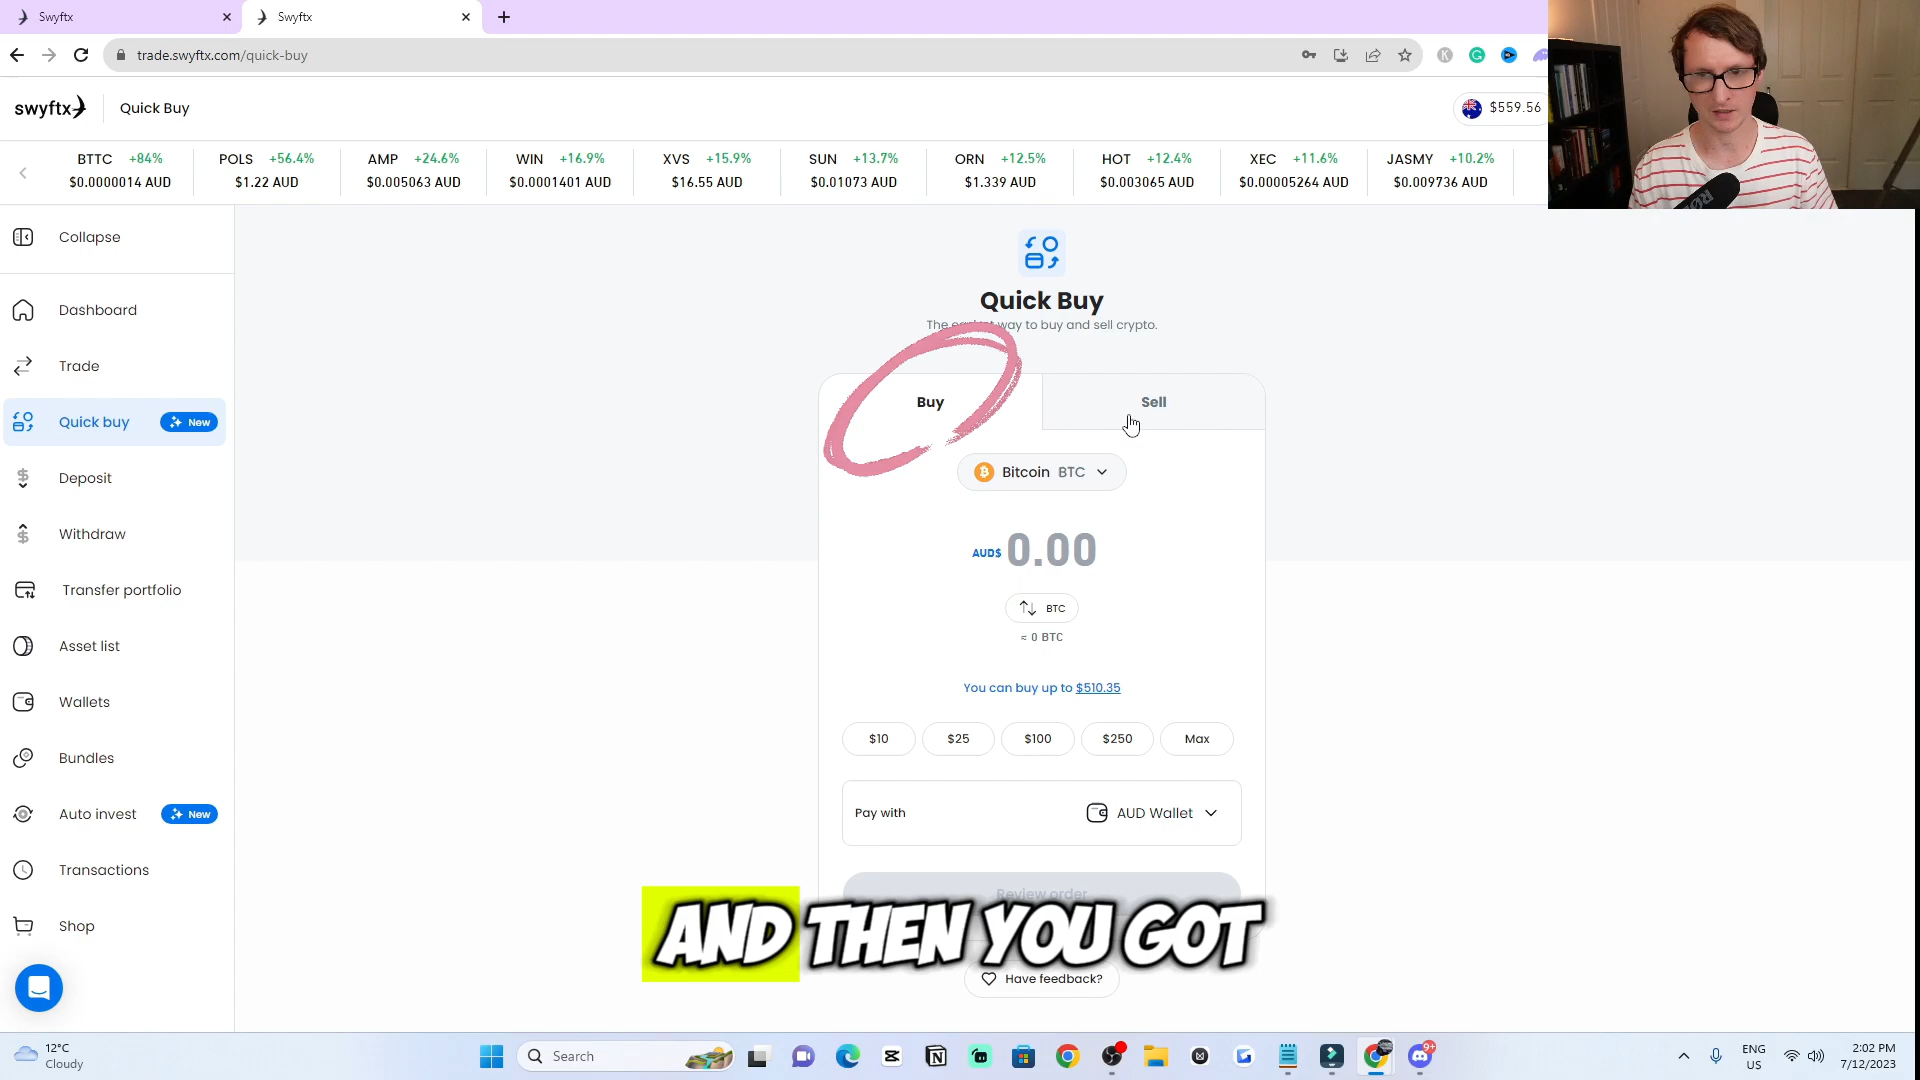 Swyftx
Swyftx
trade.swyftx.com/quick-buy
swyftx
Quick Buy
$559.56
BTTC +84%
$0.0000014 AUD
POLS +56.4%
$1.22 AUD
AMP +24.6%
$0.005063 AUD
WIN +16.9%
$0.0001401 AUD
XVS +15.9%
$16.55 AUD
SUN +13.7%
$0.01073 AUD
ORN +12.5%
$1.339 AUD
HOT +12.4%
$0.003065 AUD
XEC +11.6%
$0.00005264 AUD
JASMY +10.2%
$0.009736 AUD
Collapse
Dashboard
Trade
Quick buy New
Deposit
Withdraw
Transfer portfolio
Asset list
Wallets
Bundles
Auto invest New
Transactions
Shop
Quick Buy
The easiest way to buy and sell crypto.
Buy
Sell
Bitcoin BTC
AUD$ 0.00
BTC
≈ 0 BTC
You can buy up to $510.35
$10 $25 $100 $250 Max
Pay with AUD Wallet
Review order
AND THEN YOU GOT
Have feedback?
12°C
Cloudy
Search
9+
ENG
US
2:02 PM
7/12/2023